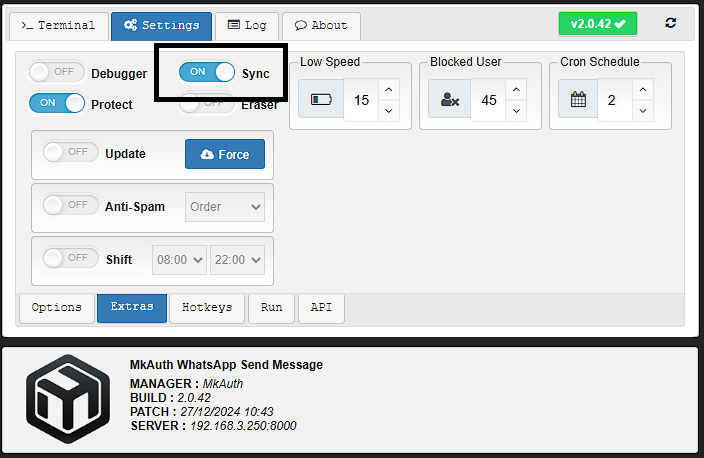 >_ Terminal Settings Log About v2.0.42
OFF Debugger ON Sync Low Speed Blocked User Cron Schedule
15 45 2
ON Protect OFF Eraser
OFF Update Force
OFF Anti-Spam Order
OFF Shift 08:00 22:00
Options Extras Hotkeys Run API
MkAuth WhatsApp Send Message
MANAGER : MkAuth
BUILD : 2.0.42
PATCH : 27/12/2024 10:43
SERVER : 192.168.3.250:8000